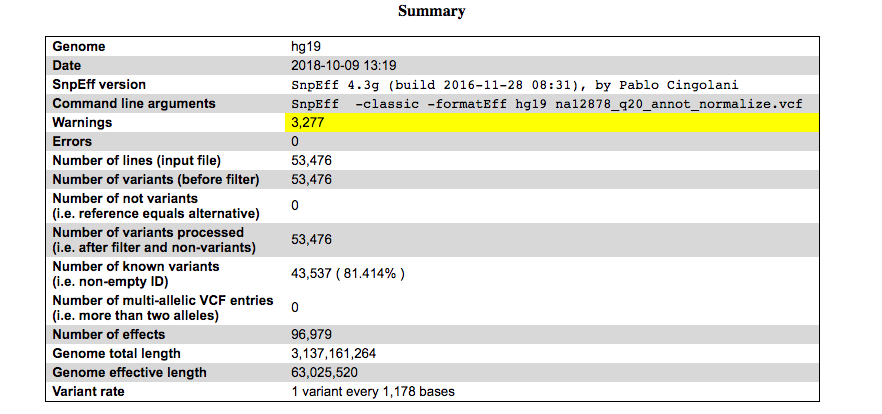 Summary
Genome hg19
Date 2018-10-09 13:19
SnpEff version SnpEff 4.3g (build 2016-11-28 08:31), by Pablo Cingolani
Command line arguments SnpEff  -classic -formatEff hg19 na12878_q20_annot_normalize.vcf
Warnings 3,277
Errors 0
Number of lines (input file) 53,476
Number of variants (before filter) 53,476
Number of not variants
(i.e. reference equals alternative) 0
Number of variants processed
(i.e. after filter and non-variants) 53,476
Number of known variants
(i.e. non-empty ID) 43,537 ( 81.414% )
Number of multi-allelic VCF entries
(i.e. more than two alleles) 0
Number of effects 96,979
Genome total length 3,137,161,264
Genome effective length 63,025,520
Variant rate 1 variant every 1,178 bases